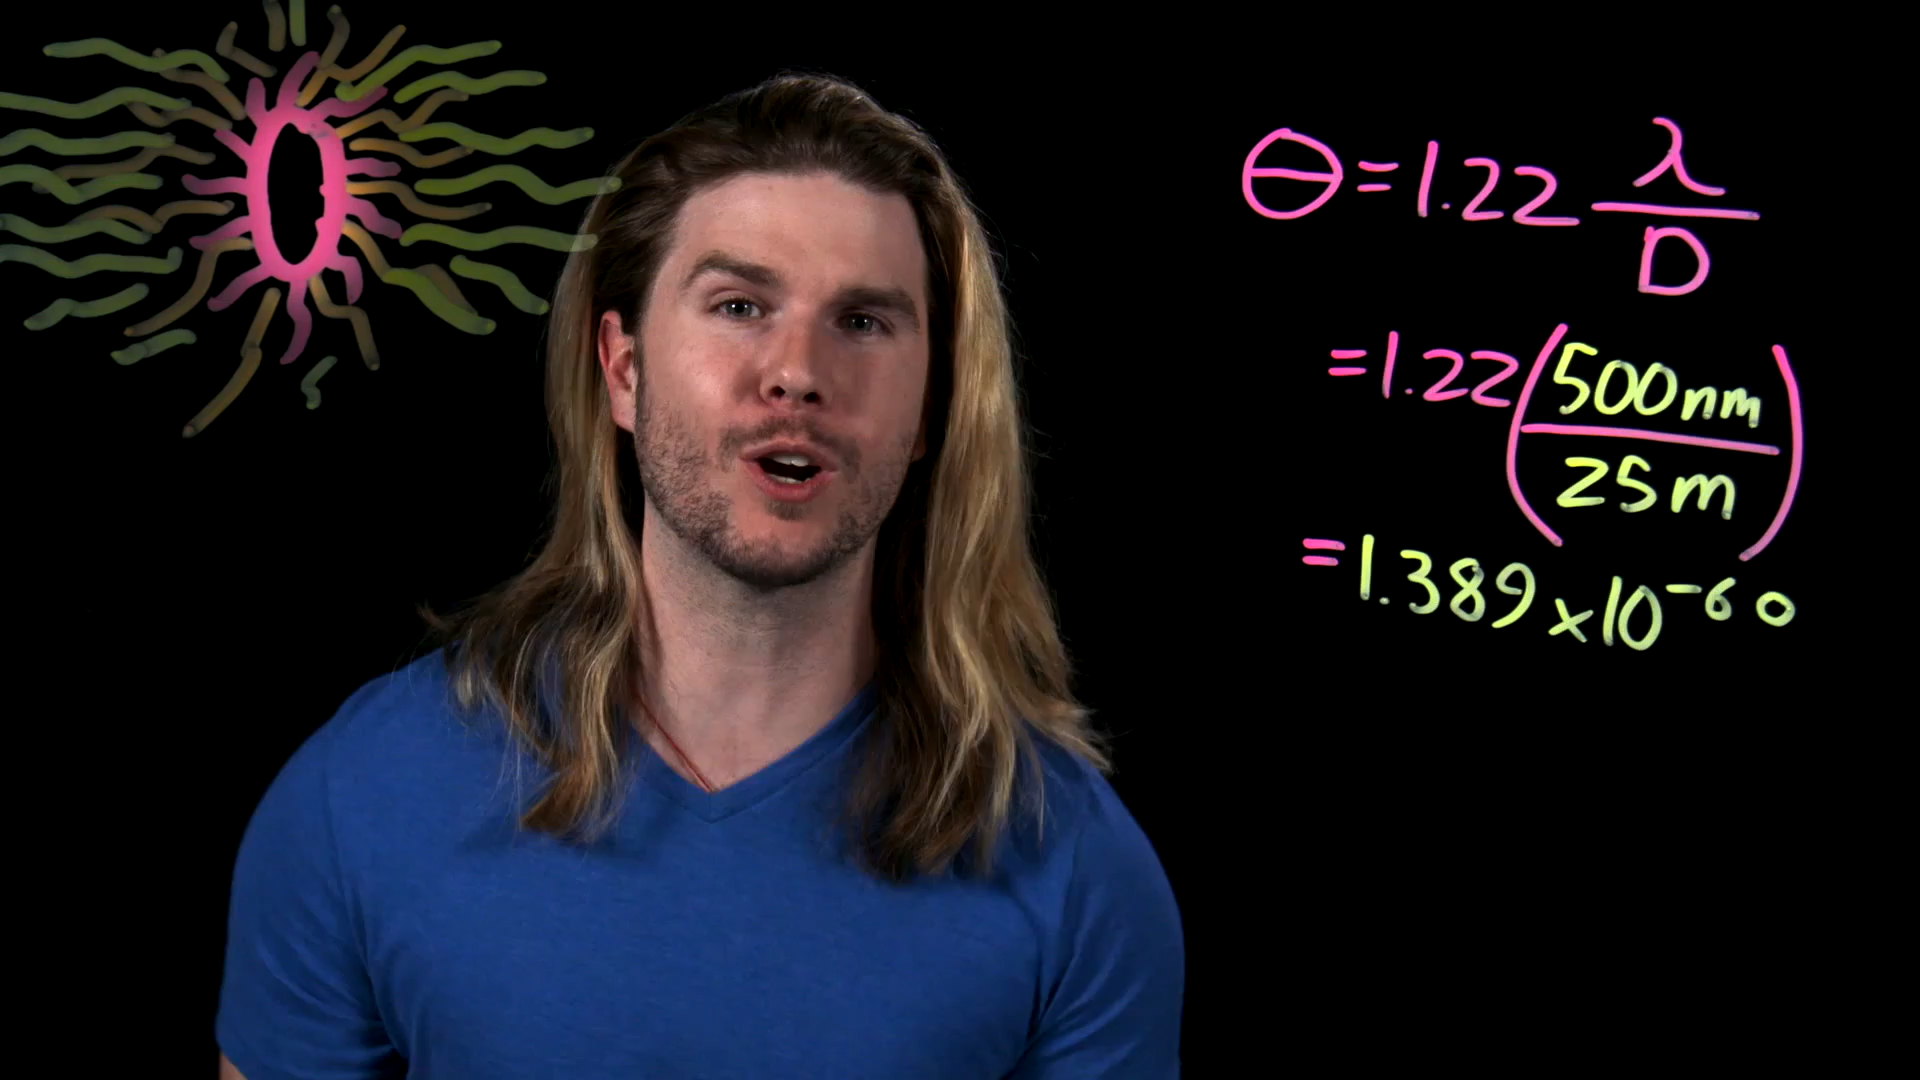 Θ = 1.22 λ/D
= 1.22 (500nm/25m)
= 1.389 x 10⁻⁶ °